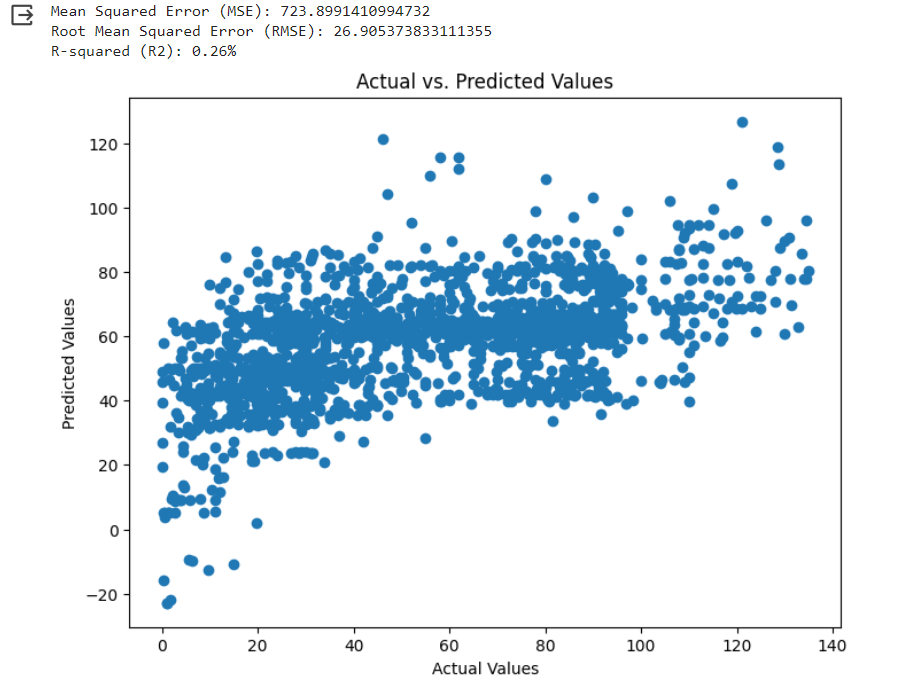 Mean Squared Error (MSE): 723.8991410994732
Root Mean Squared Error (RMSE): 26.905373833111355
R-squared (R2): 0.26%
Actual vs. Predicted Values
120
100
80
60
40
20
0
−20
Predicted Values
0 20 40 60 80 100 120 140
Actual Values